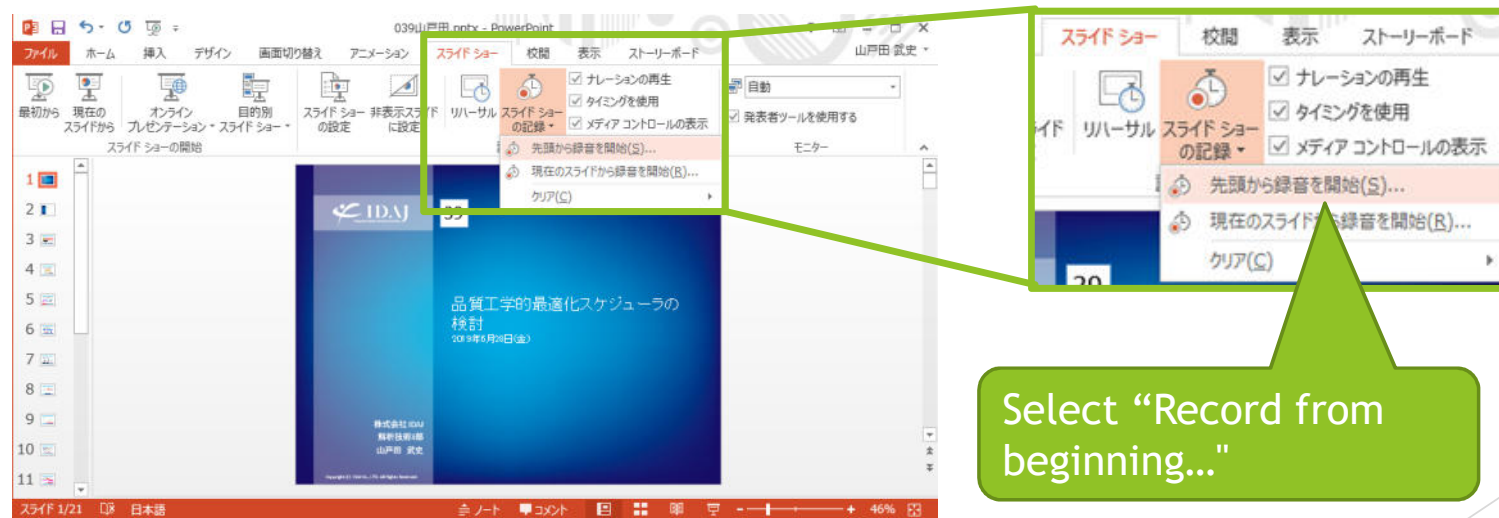 039山戸田.pptx - PowerPoint
ファイル ホーム 挿入 デザイン 画面切り替え アニメーション スライド ショー 校閲 表示 ストーリーボード 山戸田 武史
最初から 現在の スライドから オンライン プレゼンテーション 目的別 スライド ショー スライド ショー の設定 非表示スライド に設定 リハーサル スライド ショー の記録
ナレーションの再生
タイミングを使用
メディア コントロールの表示
自動
発表者ツールを使用する
スライド ショーの開始
モニター
先頭から録音を開始(S)...
現在のスライドから録音を開始(R)...
クリア(C)
1
2
3
4
5
6
7
8
9
10
11
IDAJ
39
品質工学的最適化スケジューラの
検討
2019年6月28日(金)
株式会社 IDAJ
解析技術1部
山戸田 武史
スライド 1/21 日本語 ノート コメント 46%
スライド ショー 校閲 表示 ストーリーボード
イド リハーサル スライド ショー の記録
ナレーションの再生
タイミングを使用
メディア コントロールの表示
先頭から録音を開始(S)...
現在のスライドから録音を開始(R)...
クリア(C)
Select “Record from
beginning…"